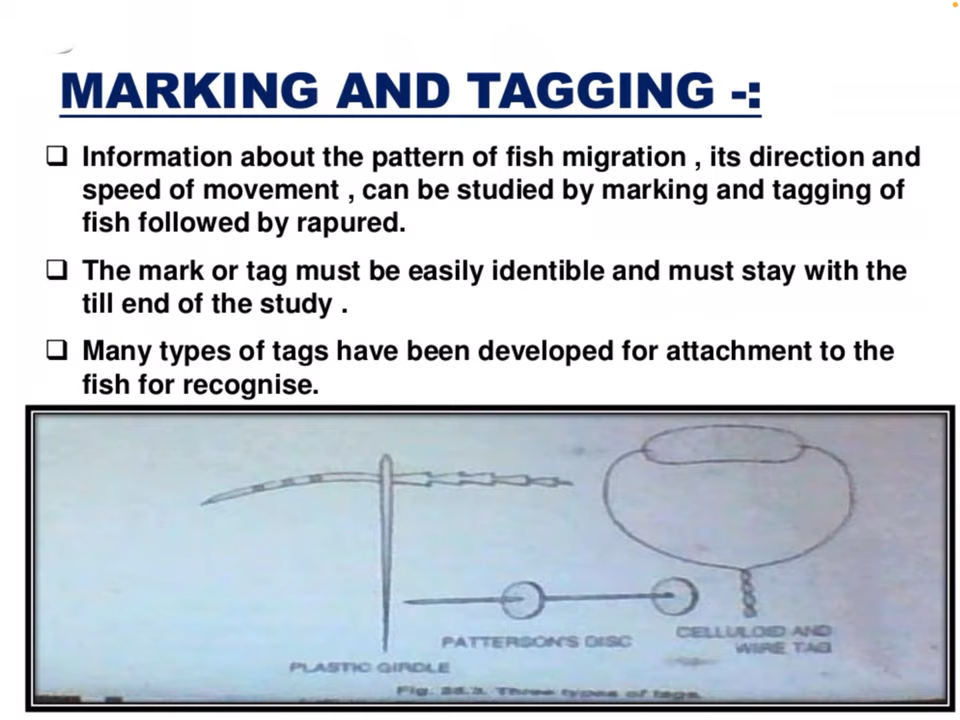 MARKING AND TAGGING -:
❑ Information about the pattern of fish migration , its direction and
speed of movement , can be studied by marking and tagging of
fish followed by rapured.
❑ The mark or tag must be easily identible and must stay with the
till end of the study .
❑ Many types of tags have been developed for attachment to the
fish for recognise.
CELLULOID AND
PATTERSON'S DISC
WIRE TAG
PLASTIC GIRDLE
Fig. Three types of tags.